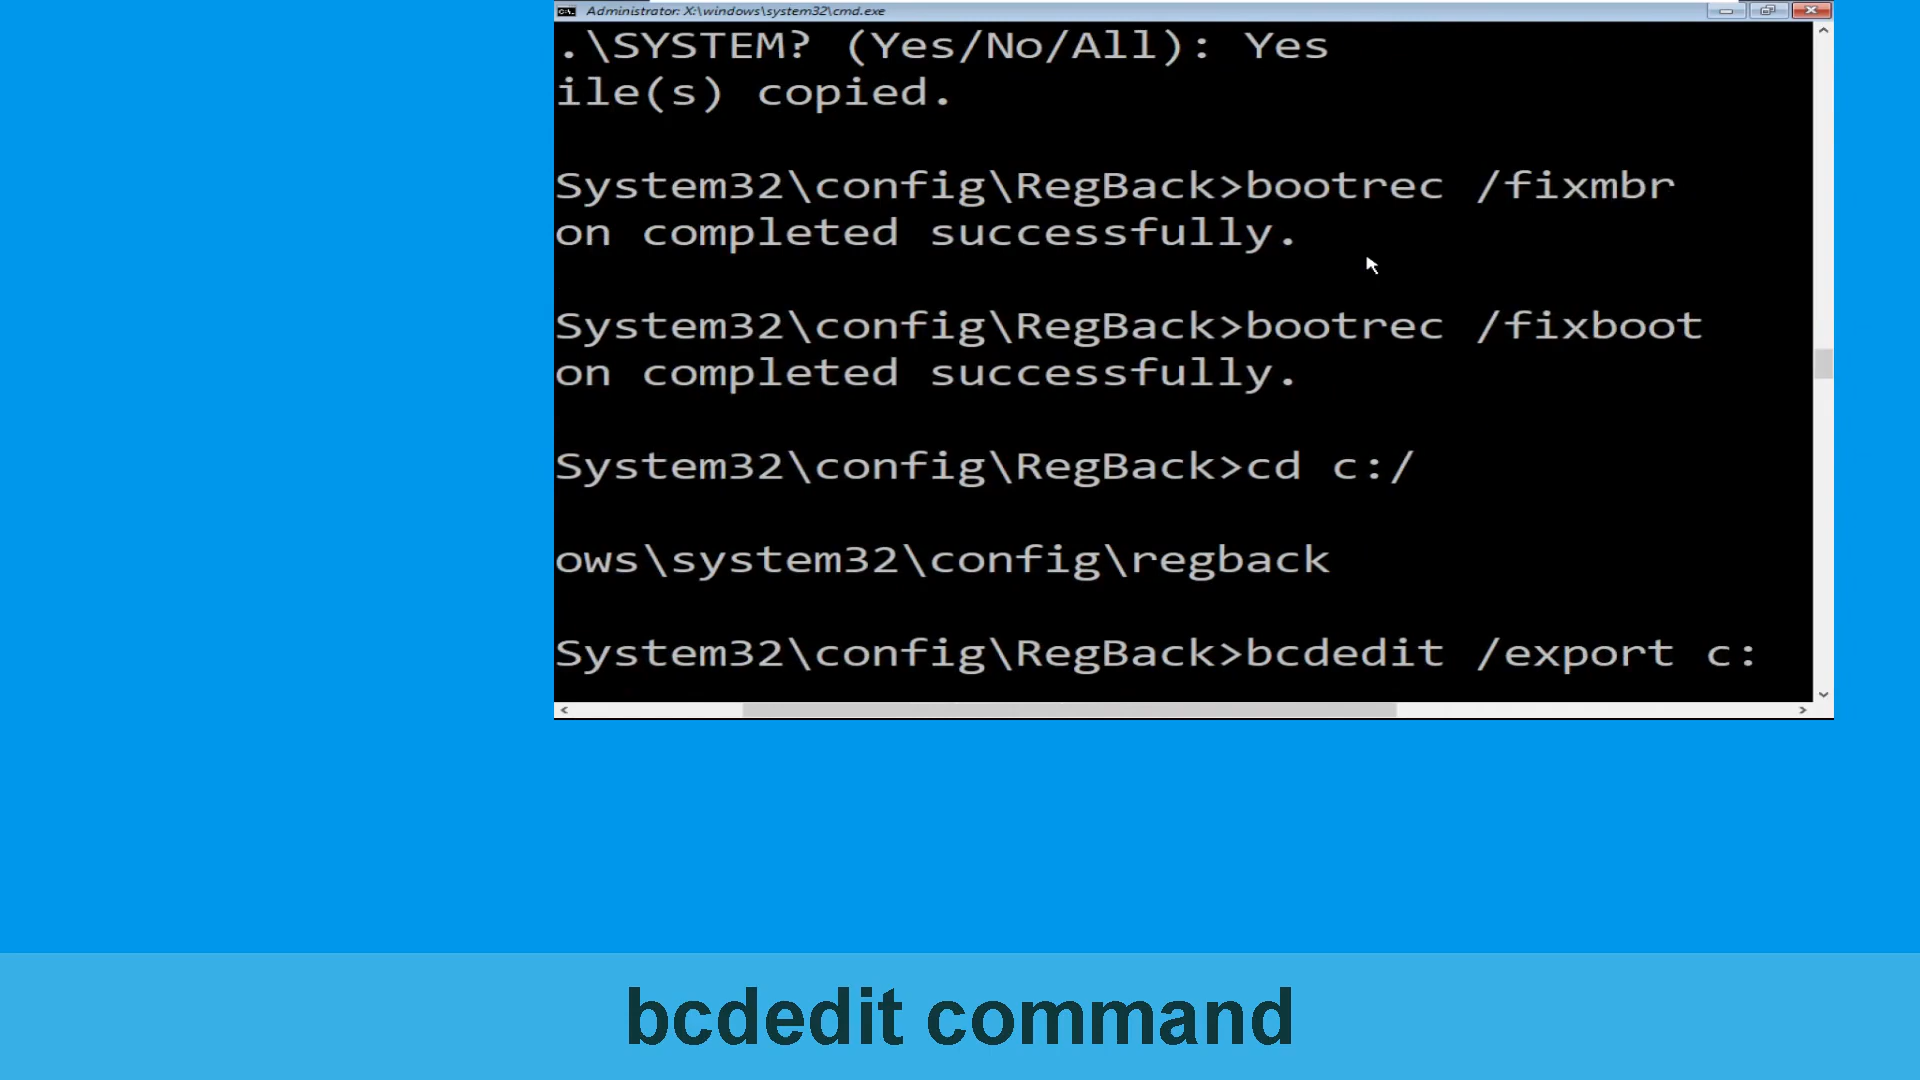 Administrator: X:\windows\system32\cmd.exe
.\SYSTEM? (Yes/No/All): Yes
ile(s) copied.
System32\config\RegBack>bootrec /fixmbr
on completed successfully.
System32\config\RegBack>bootrec /fixboot
on completed successfully.
System32\config\RegBack>cd c:/
ows\system32\config\regback
System32\config\RegBack>bcdedit /export c:
bcdedit command